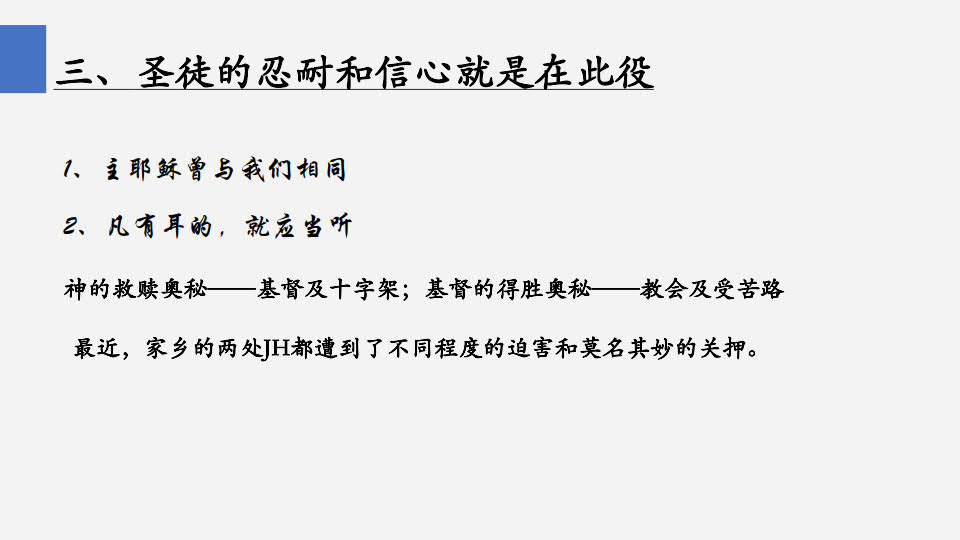 三、圣徒的忍耐和信心就是在此役
1、主耶稣曾与我们相同
2、凡有耳的，就应当听
神的救赎奥秘——基督及十字架；基督的得胜奥秘——教会及受苦路
最近，家乡的两处JH都遭到了不同程度的迫害和莫名其妙的关押。